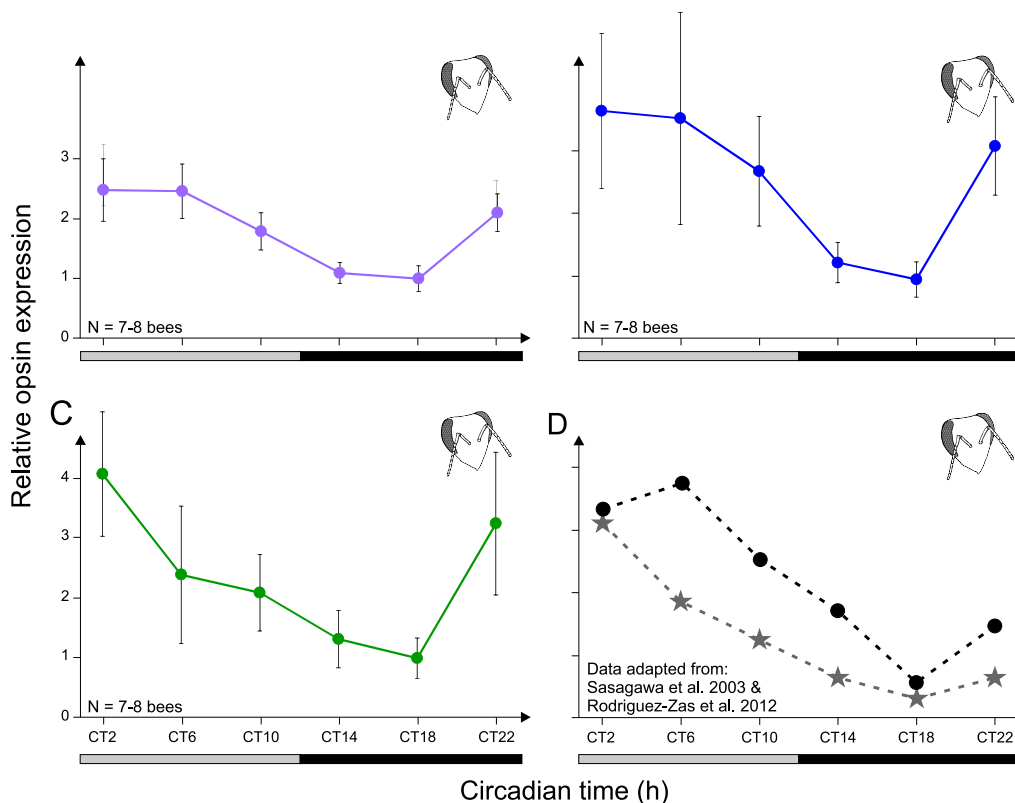 Relative opsin expression
3
2
1
0
N = 7-8 bees
N = 7-8 bees
C
4
3
2
1
0
N = 7-8 bees
CT2 CT6 CT10 CT14 CT18 CT22
D
Data adapted from:
Sasagawa et al. 2003 &
Rodriguez-Zas et al. 2012
CT2 CT6 CT10 CT14 CT18 CT22
Circadian time (h)